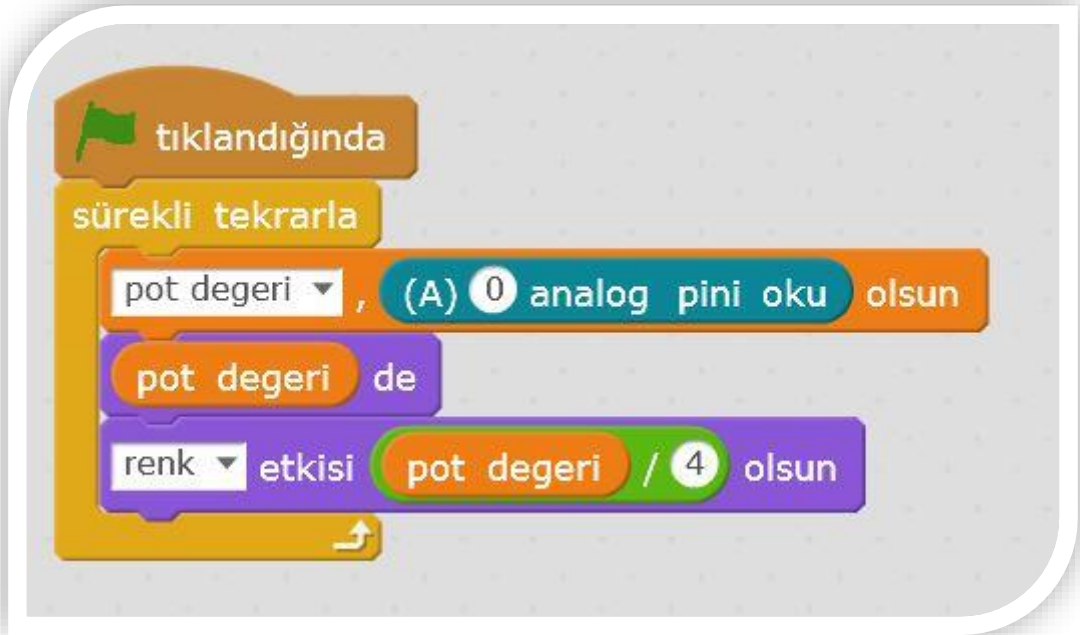 tıklandığında
sürekli tekrarla
pot degeri , (A) 0 analog pini oku olsun
pot degeri de
renk etkisi pot degeri / 4 olsun